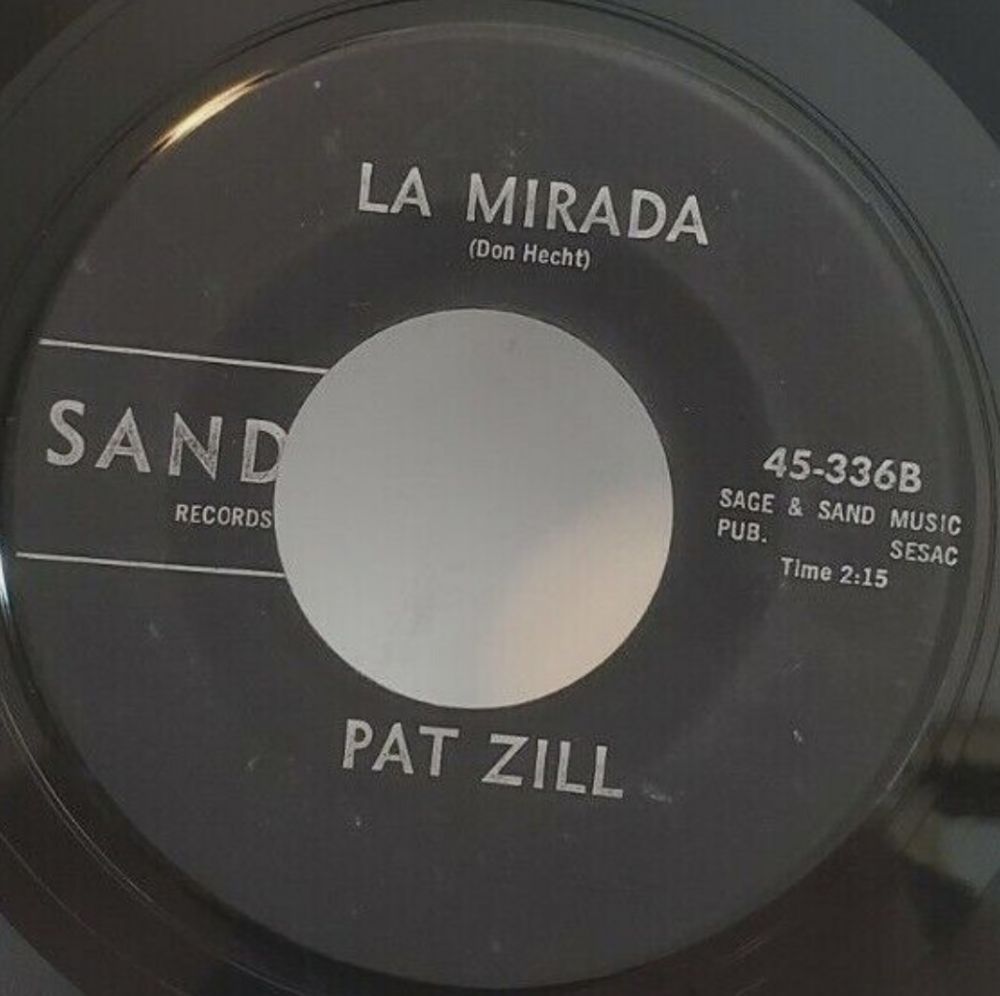 LA MIRADA
(Don Hecht)
SAND
RECORDS
45-336B
SAGE & SAND MUSIC
PUB. SESAC
Time 2:15
PAT ZILL